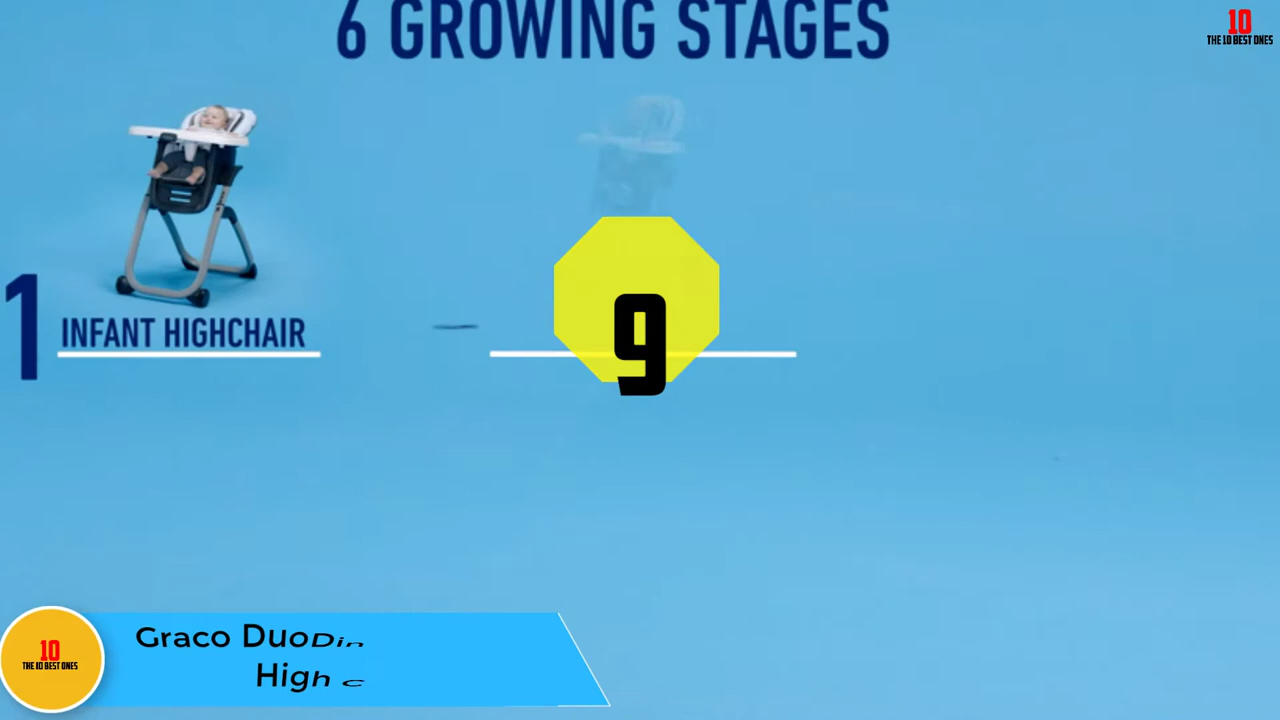 6 GROWING STAGES
10
THE 10 BEST ONES
1
INFANT HIGHCHAIR
9
10
THE 10 BEST ONES
Graco DuoDin
High c